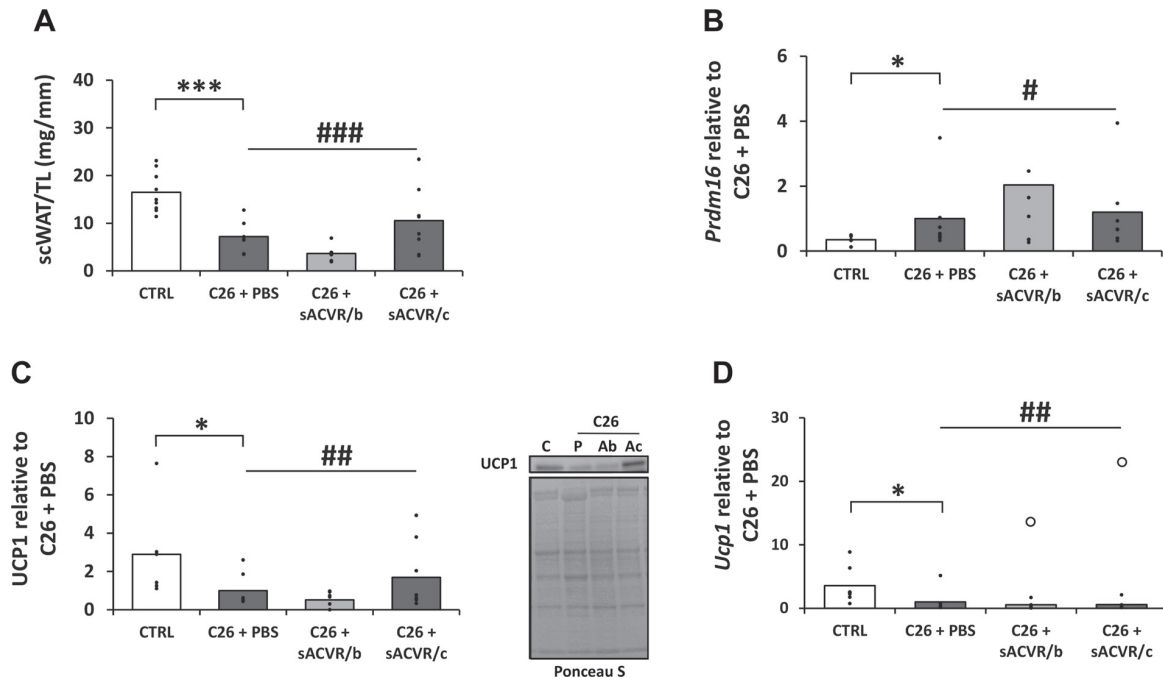 A
scWAT/TL (mg/mm)
40
30
20
10
0
***
###
CTRL
C26 + PBS
C26 +
sACVR/b
C26 +
sACVR/c
B
Prdm16 relative to
C26 + PBS
6
4
2
0
*
#
CTRL
C26 + PBS
C26 +
sACVR/b
C26 +
sACVR/c
C
UCP1 relative to
C26 + PBS
10
8
6
4
2
0
*
##
CTRL
C26 + PBS
C26 +
sACVR/b
C26 +
sACVR/c
C26
C P Ab Ac
UCP1
Ponceau S
D
Ucp1 relative to
C26 + PBS
30
20
10
0
*
##
CTRL
C26 + PBS
C26 +
sACVR/b
C26 +
sACVR/c